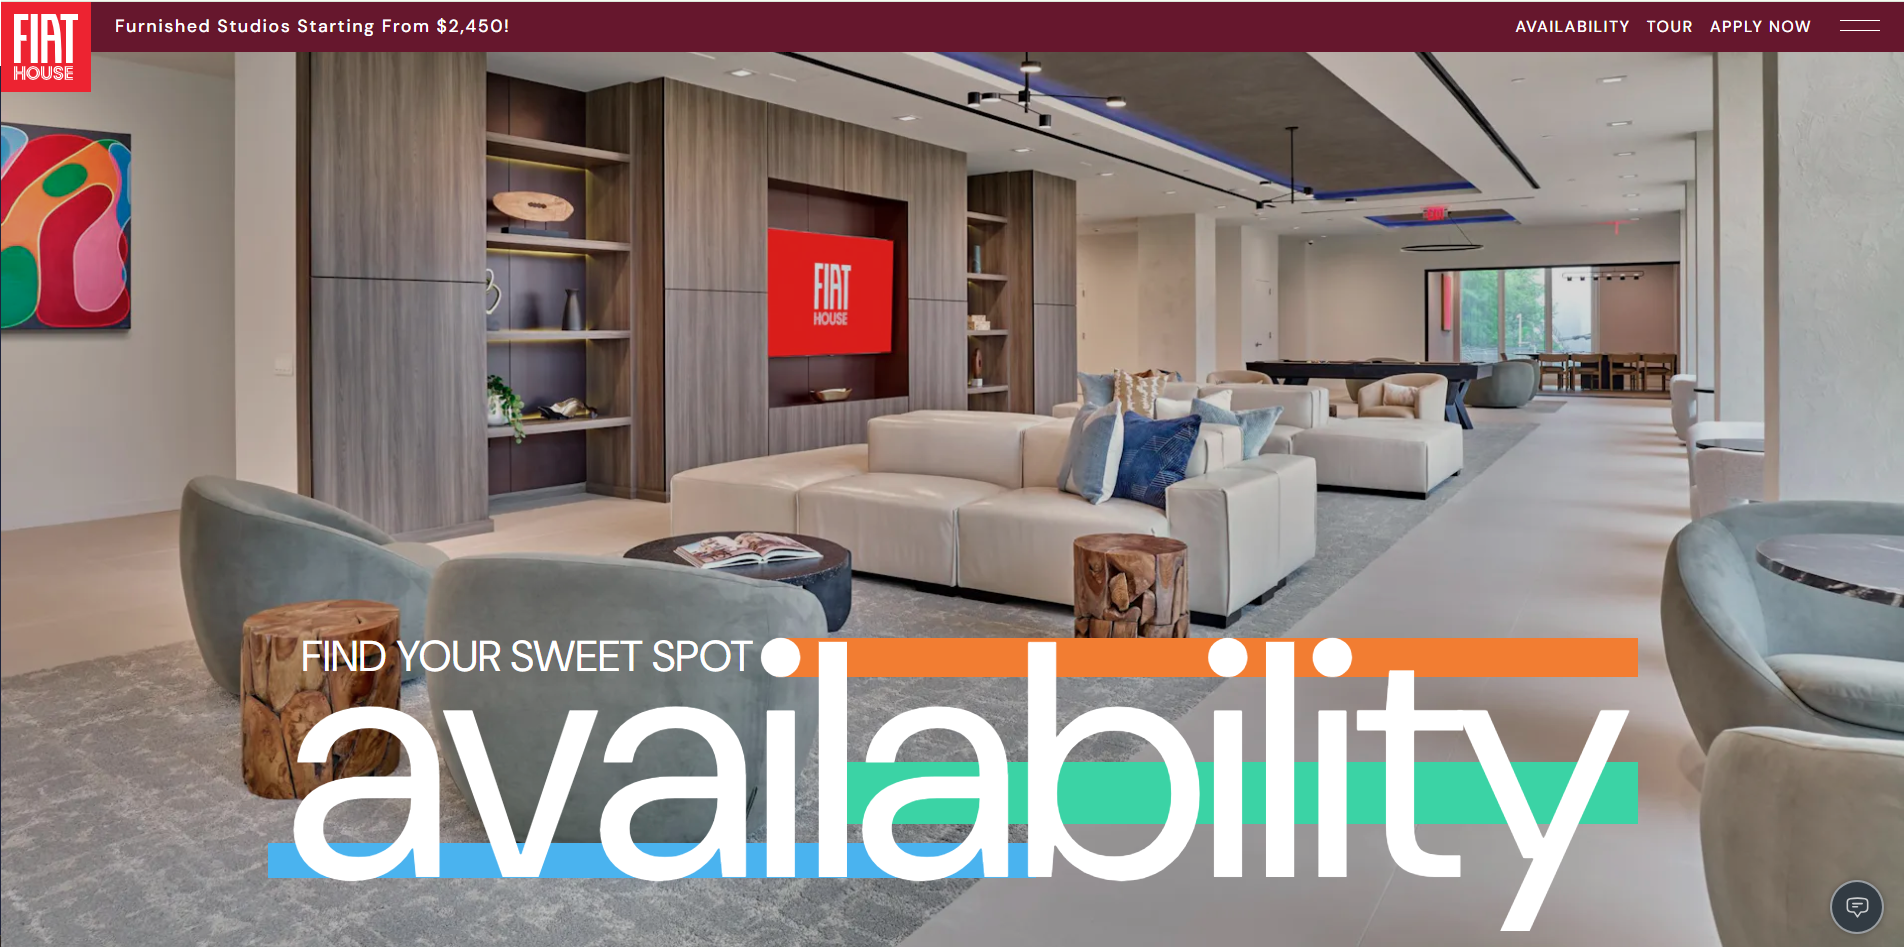 FIAT
HOUSE
Furnished Studios Starting From $2,450!
AVAILABILITY TOUR APPLY NOW
FIAT
HOUSE
EXIT
FIND YOUR SWEET SPOT
availability